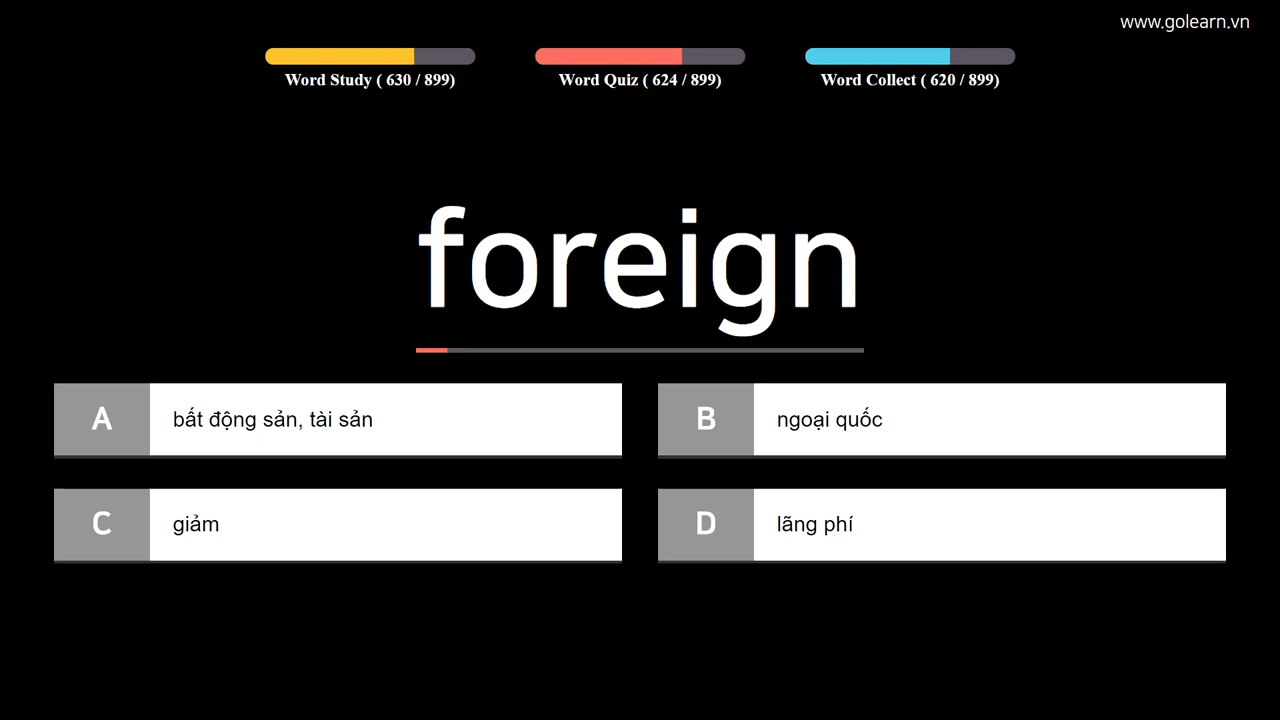 www.golearn.vn
Word Study ( 630 / 899)
Word Quiz ( 624 / 899)
Word Collect ( 620 / 899)
foreign
A bất động sản, tài sản
B ngoại quốc
C giảm
D lãng phí